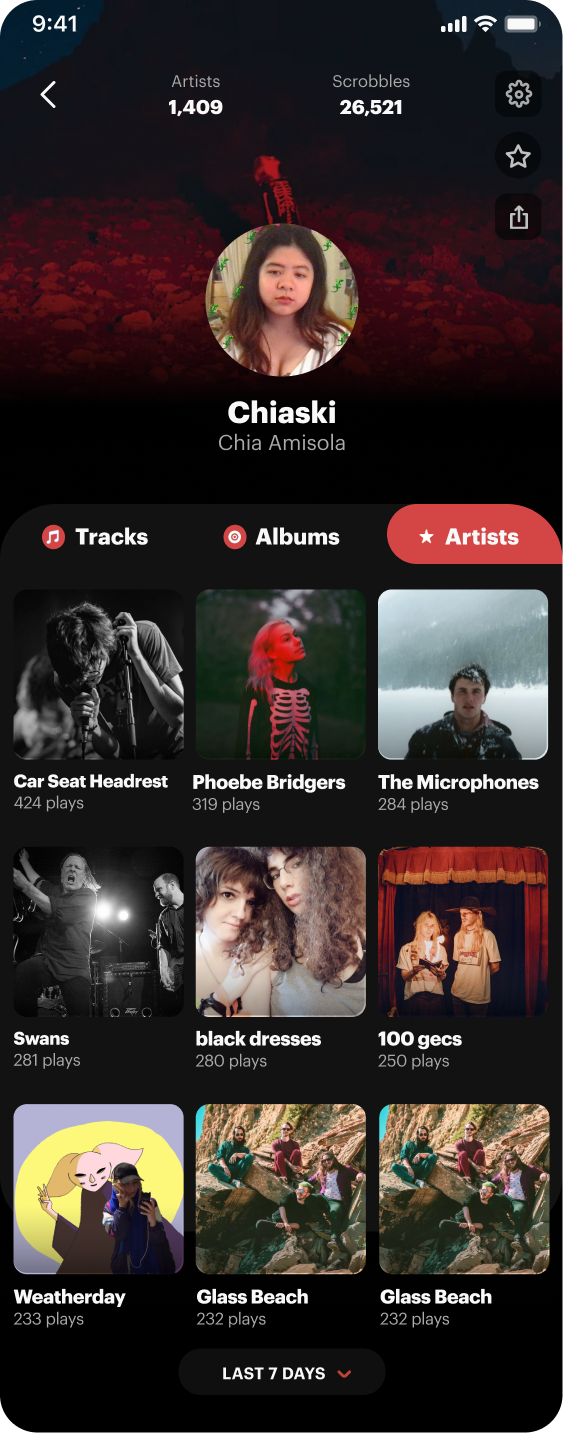 9:41
Artists
Scrobbles
1,409
26,521
Chiaski
Chia Amisola
Tracks
Albums
Artists
Car Seat Headrest
Phoebe Bridgers
The Microphones
424 plays
319 plays
284 plays
Swans
black dresses
100 gecs
281 plays
280 plays
250 plays
Weatherday
Glass Beach
Glass Beach
233 plays
232 plays
232 plays
LAST 7 DAYS